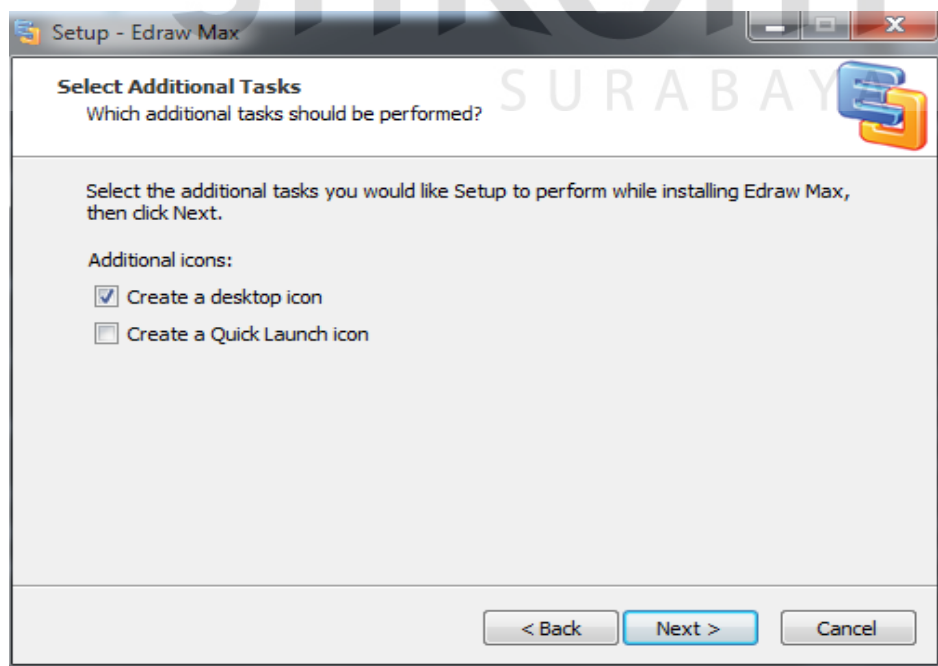 Setup - Edraw Max
Select Additional Tasks
SURABAYA
Which additional tasks should be performed?
Select the additional tasks you would like Setup to perform while installing Edraw Max,
then click Next.
Additional icons:
Create a desktop icon
Create a Quick Launch icon
< Back
Next >
Cancel